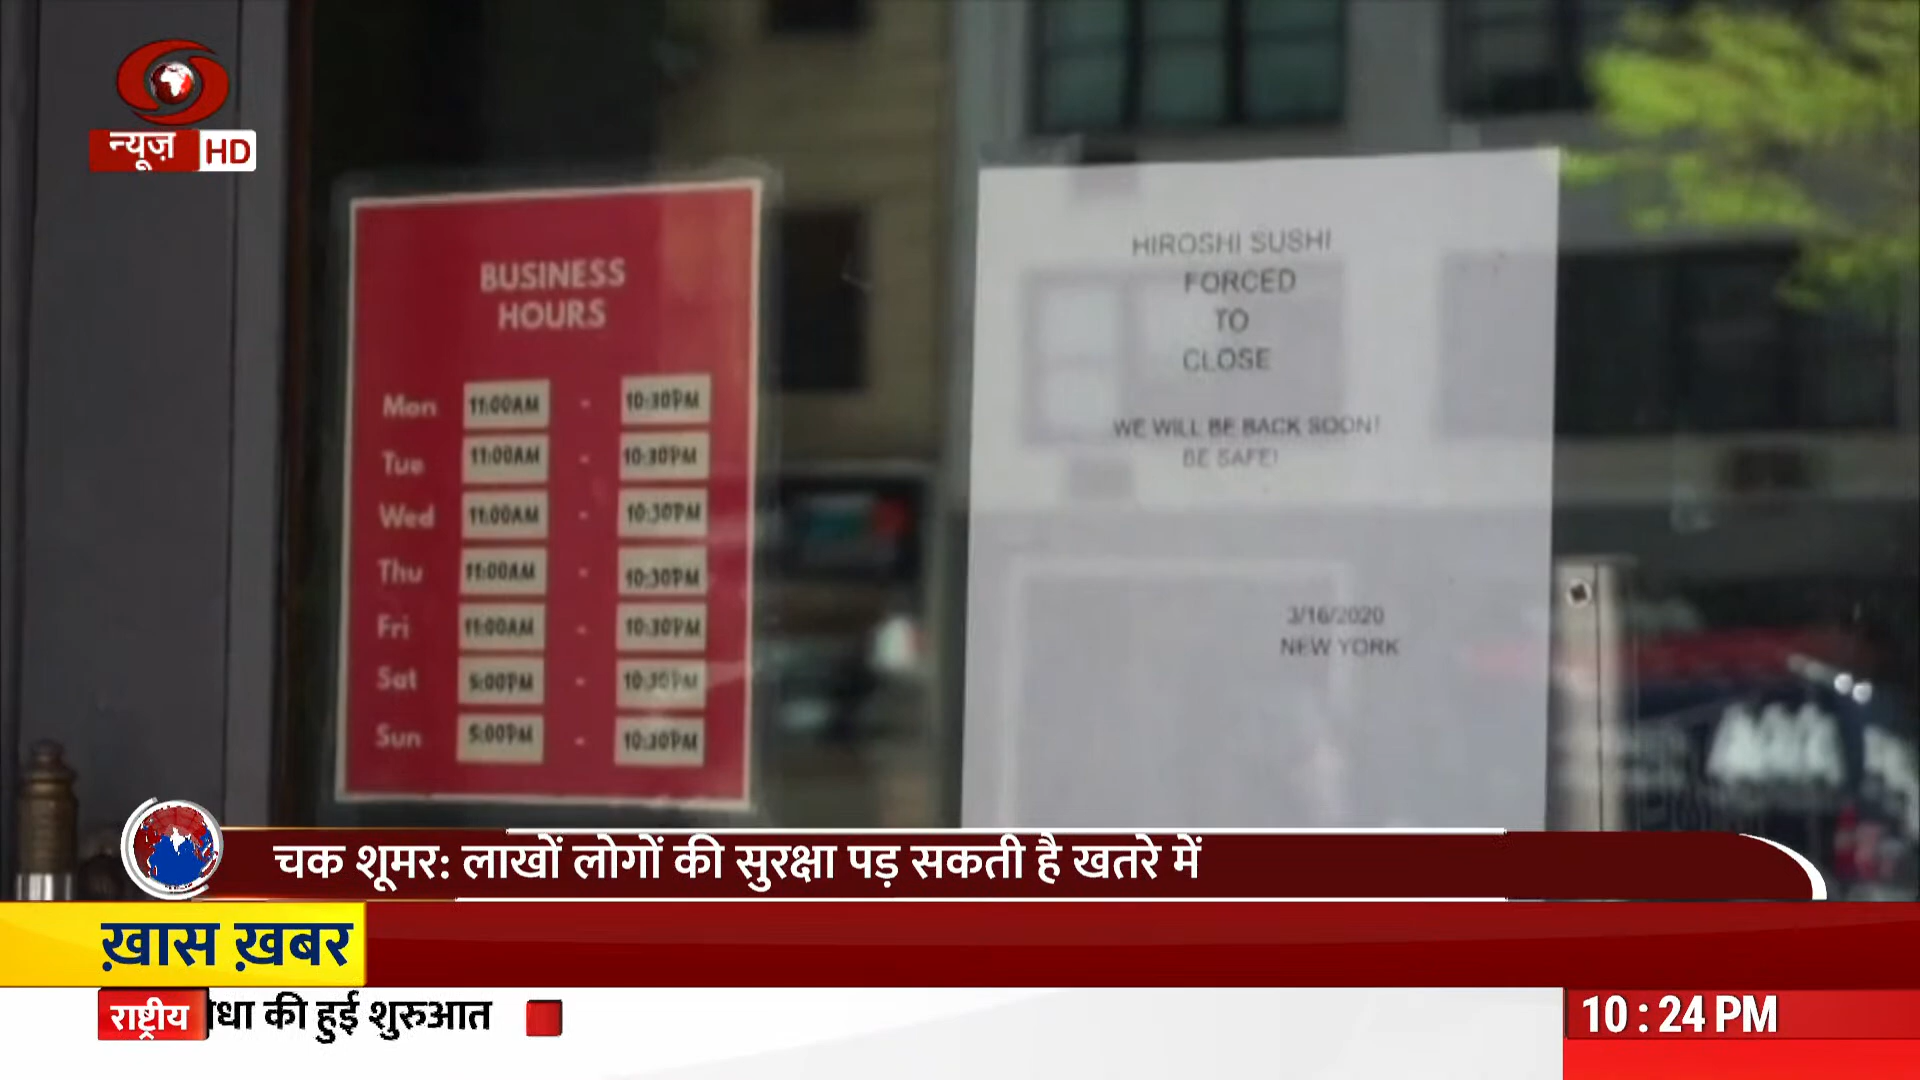 न्यूज़ HD
BUSINESS
HOURS
Mon 11:00AM - 10:30PM
Tue 11:00AM - 10:30PM
Wed 11:00AM - 10:30PM
Thu 11:00AM - 10:30PM
Fri 11:00AM - 10:30PM
Sat 5:00PM - 10:30PM
Sun 5:00PM - 10:30PM
HIROSHI SUSHI
FORCED
TO
CLOSE
WE WILL BE BACK SOON!
BE SAFE!
3/16/2020
NEW YORK
चक शूमर: लाखों लोगों की सुरक्षा पड़ सकती है खतरे में
ख़ास ख़बर
राष्ट्रीय की हुई शुरुआत
10 : 24 PM